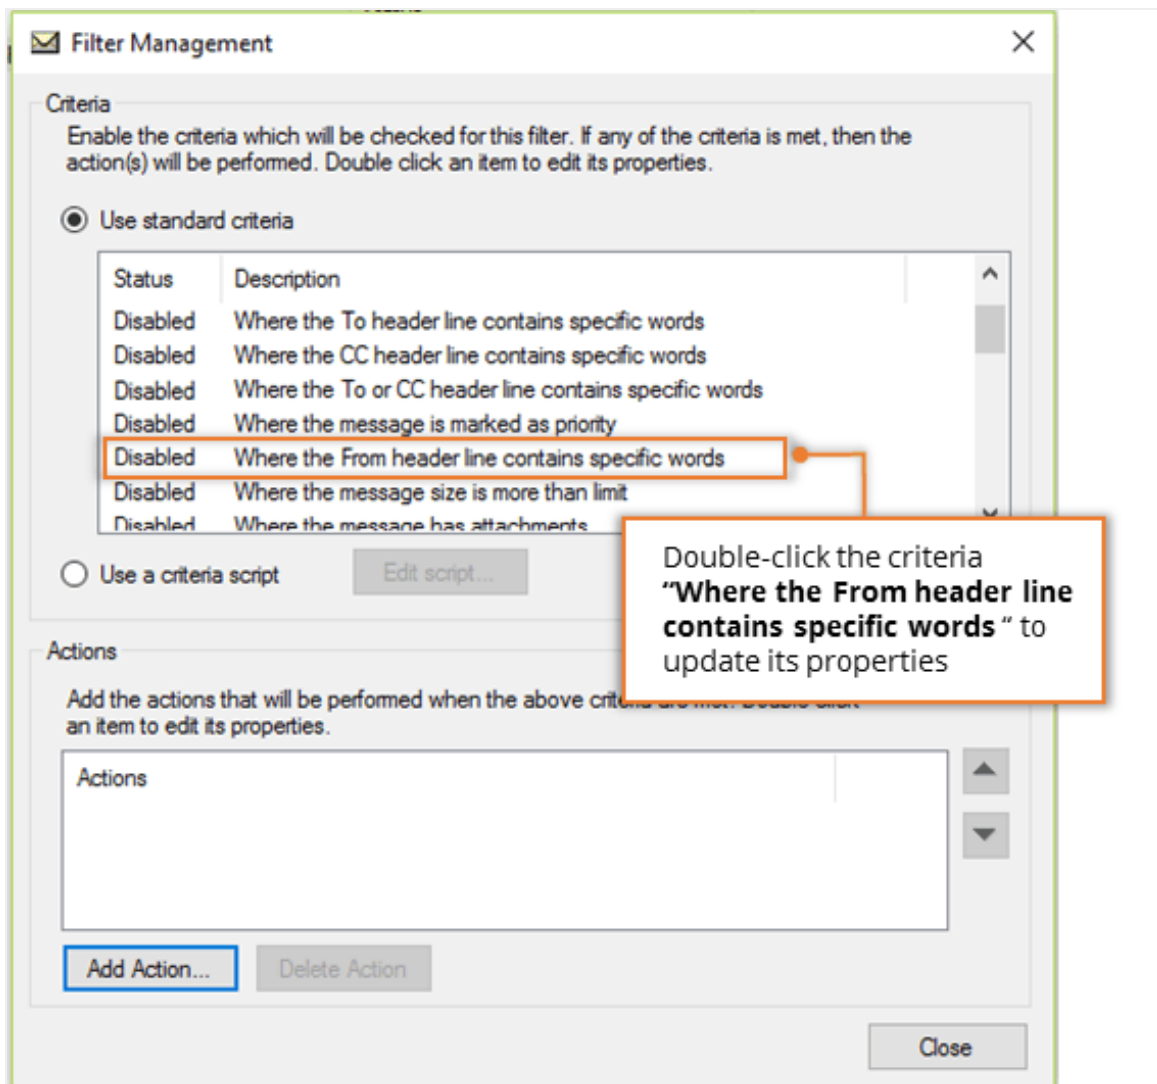 Filter Management
Criteria
Enable the criteria which will be checked for this filter. If any of the criteria is met, then the
action(s) will be performed. Double click an item to edit its properties.
Use standard criteria
Status Description
Disabled Where the To header line contains specific words
Disabled Where the CC header line contains specific words
Disabled Where the To or CC header line contains specific words
Disabled Where the message is marked as priority
Disabled Where the From header line contains specific words
Disabled Where the message size is more than limit
Disabled Where the message has attachments
Use a criteria script Edit script...
Double-click the criteria
“Where the From header line
contains specific words “ to
update its properties
Actions
Add the actions that will be performed when the above criteria are met. Double click
an item to edit its properties.
Actions
Add Action... Delete Action
Close